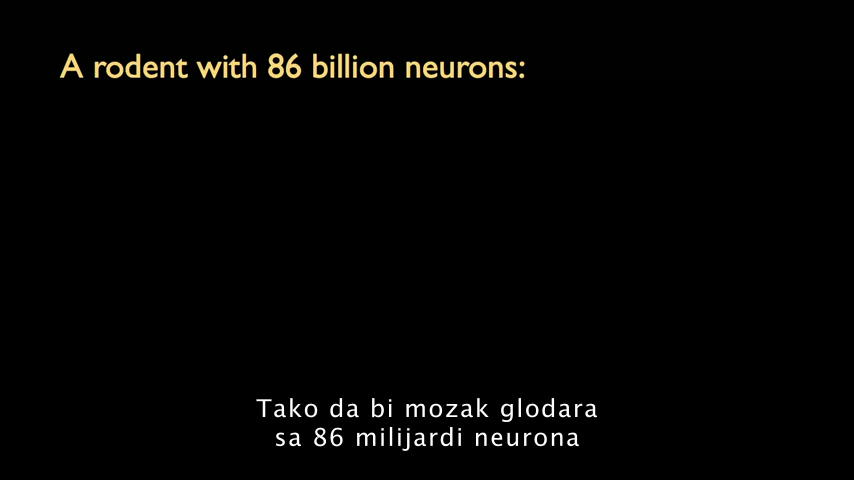 A rodent with 86 billion neurons:
Tako da bi mozak glodara
sa 86 milijardi neurona